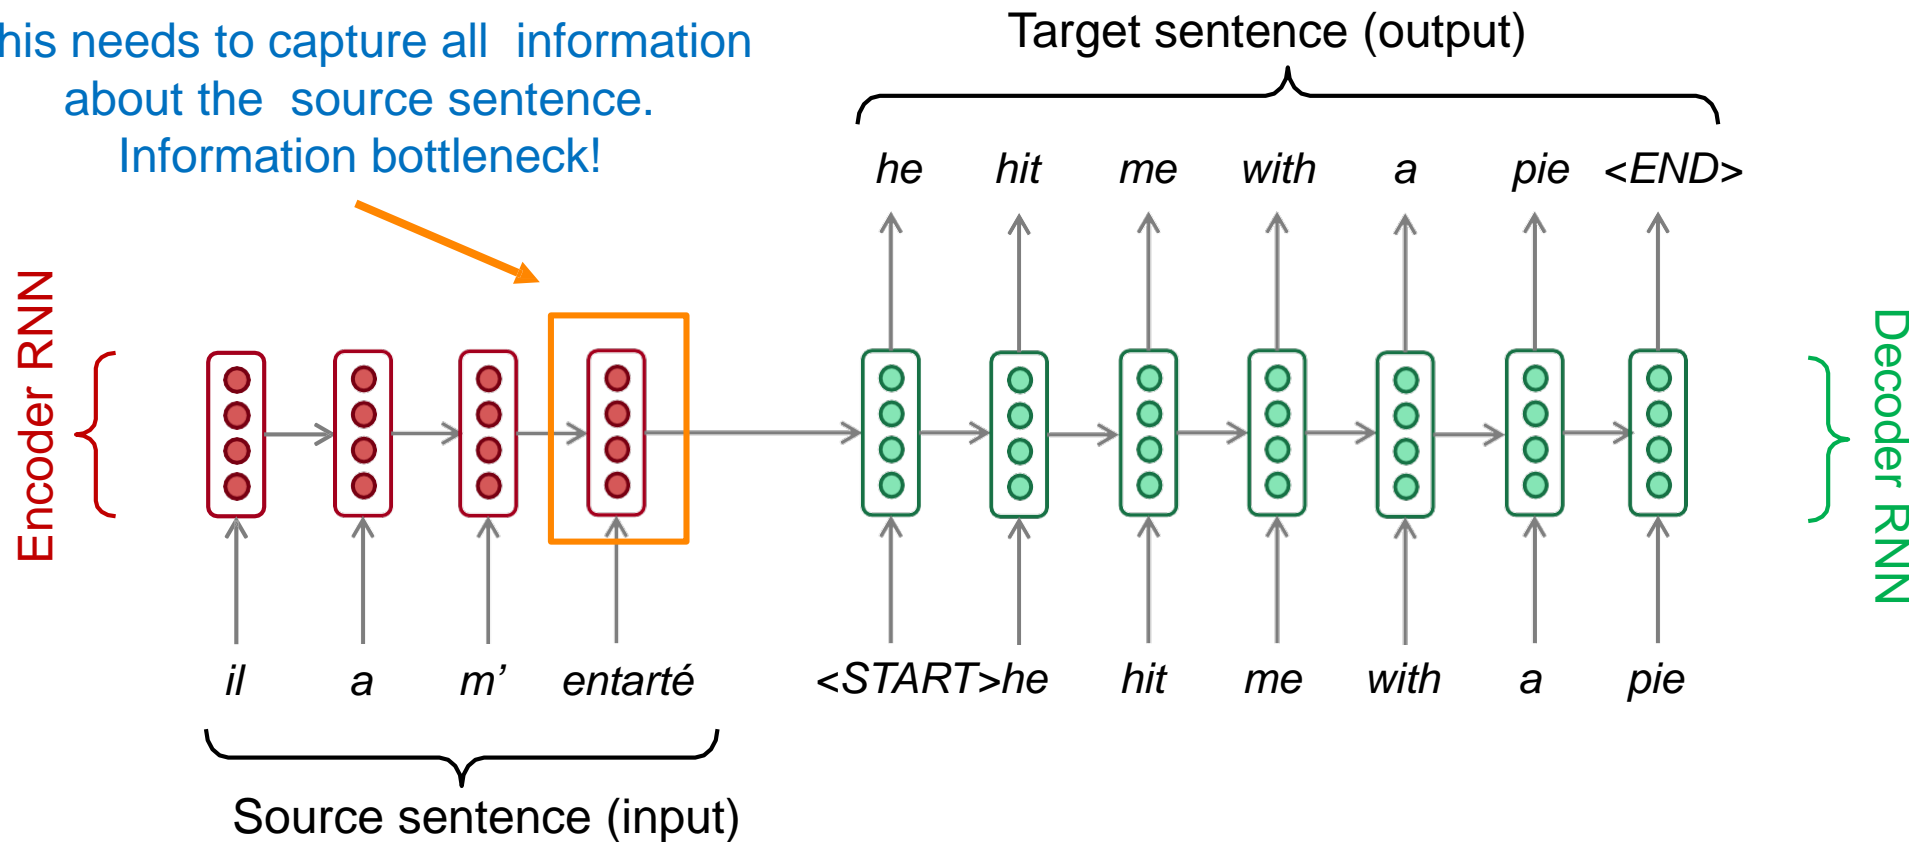 his needs to capture all information
about the source sentence.
Information bottleneck!
Target sentence (output)
he hit me with a pie <END>
Encoder RNN
Decoder RNN
il a m’ entarté
<START> he hit me with a pie
Source sentence (input)